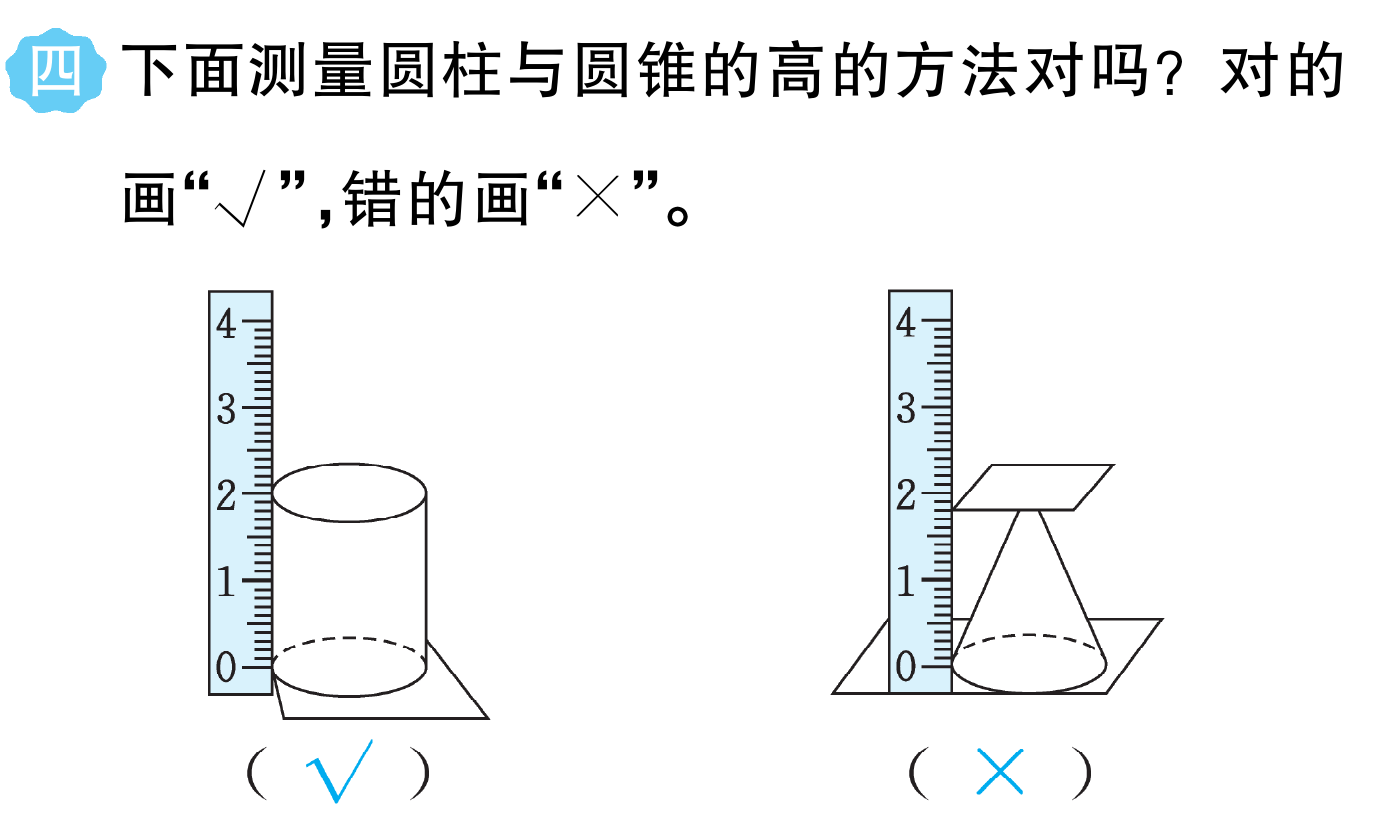 四 下面测量圆柱与圆锥的高的方法对吗？对的
画“√”，错的画“×”。
4 4
3 3
2 2
1 1
0 0
（ √ ） （ × ）